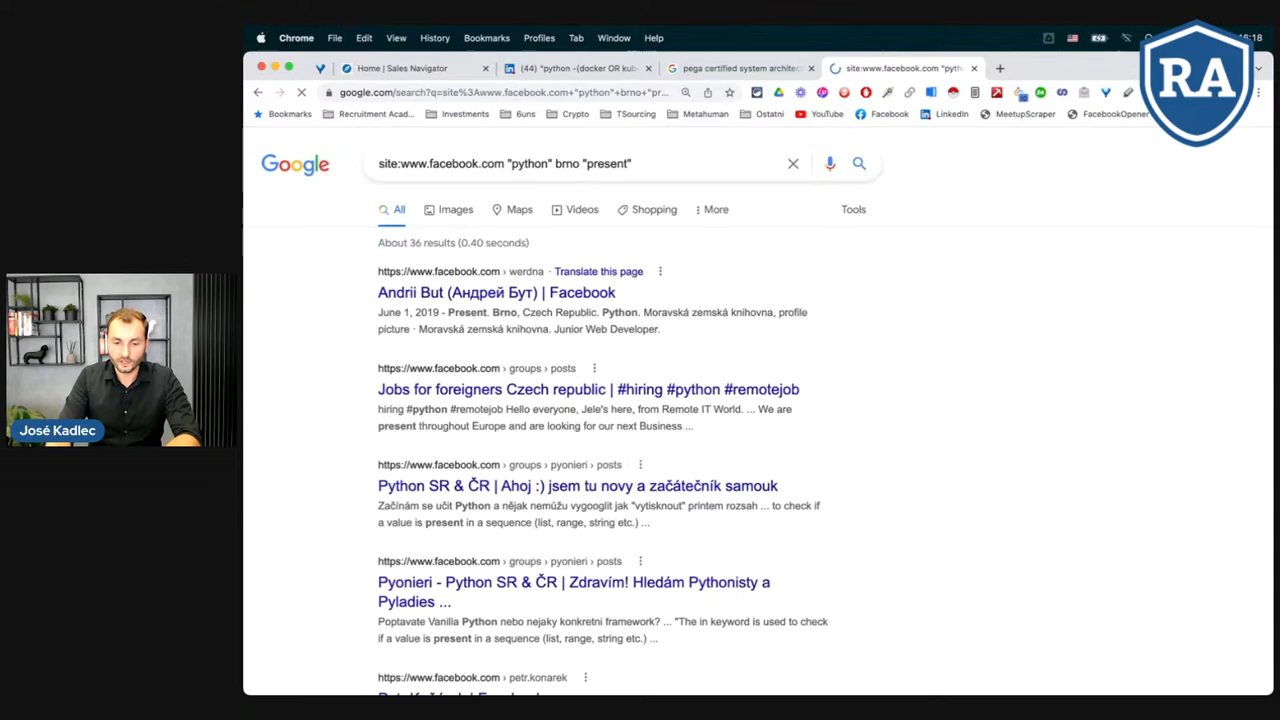 Chrome File Edit View History Bookmarks Profiles Tab Window Help
16:18
RA
Home | Sales Navigator
(44) "python -(docker OR kub
pega certified system architec
site:www.facebook.com "pyth
google.com/search?q=site%3Awww.facebook.com+"python"+brno+"pr...
Bookmarks Recruitment Acad... Investments 6uns Crypto TSourcing Metahuman Ostatni YouTube Facebook LinkedIn MeetupScraper FacebookOpener
Google
site:www.facebook.com "python" brno "present"
All Images Maps Videos Shopping More Tools
About 36 results (0.40 seconds)
https://www.facebook.com › werdna · Translate this page
Andrii But (Андрей Бут) | Facebook
June 1, 2019 - Present. Brno, Czech Republic. Python. Moravská zemská knihovna, profile
picture · Moravská zemská knihovna. Junior Web Developer.
https://www.facebook.com › groups › posts
Jobs for foreigners Czech republic | #hiring #python #remotejob
hiring #python #remotejob Hello everyone, Jele's here, from Remote IT World. ... We are
present throughout Europe and are looking for our next Business ...
https://www.facebook.com › groups › pyonieri › posts
Python SR & ČR | Ahoj :) jsem tu novy a začátečník samouk
Začínám se učit Python a nějak nemůžu vygooglit jak "vytisknout" printem rozsah ... to check if
a value is present in a sequence (list, range, string etc.) ...
https://www.facebook.com › groups › pyonieri › posts
Pyonieri - Python SR & ČR | Zdravím! Hledám Pythonisty a
Pyladies ...
Poptavate Vanilla Python nebo nejaky konkretni framework? ... "The in keyword is used to check
if a value is present in a sequence (list, range, string etc.) ...
https://www.facebook.com › petr.konarek
José Kadlec